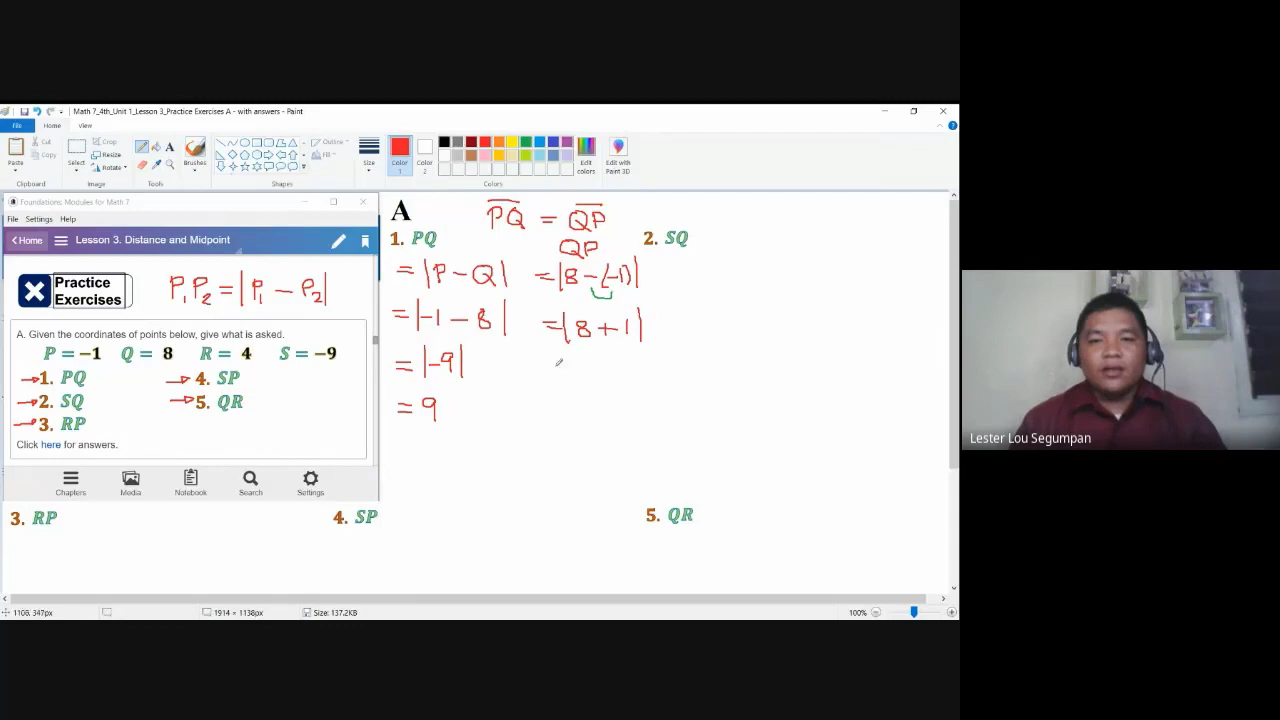 Math 7_4th_Unit 1_Lesson 3_Practice Exercises A - with answers - Paint
File Home View
Paste Cut Copy Clipboard
Select Crop Resize Rotate Image
Tools
Brushes
Outline Fill Shapes
Size
Color 1 Color 2 Edit colors Edit with Paint 3D Colors
Foundations: Modules for Math 7
File Settings Help
Home Lesson 3. Distance and Midpoint
Practice Exercises
P₁P₂ = |P₁ − P₂|
A. Given the coordinates of points below, give what is asked.
P = −1 Q = 8 R = 4 S = −9
→1. PQ → 4. SP
→2. SQ → 5. QR
→3. RP
Click here for answers.
Chapters Media Notebook Search Settings
A
P̅Q̅ = Q̅P̅
1. PQ
= |P − Q|
= |−1 − 8|
= |−9|
= 9
QP
= |8 − (−1)|
= |8 + 1|
2. SQ
3. RP 4. SP 5. QR
1106, 347px 1914 × 1138px Size: 137.2KB 100%
Lester Lou Segumpan